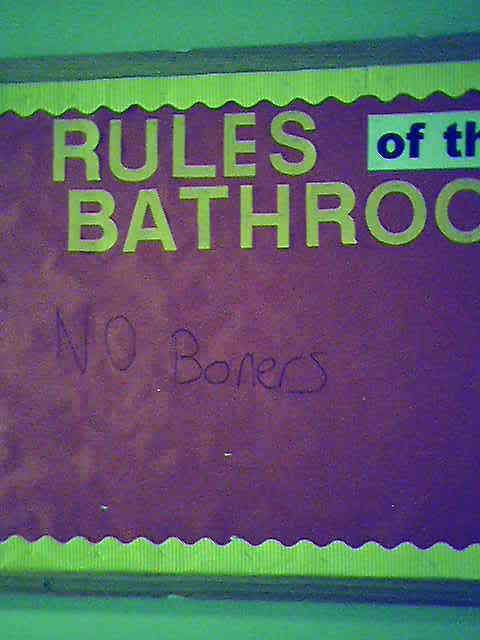 RULES of th
BATHROO
NO Boners